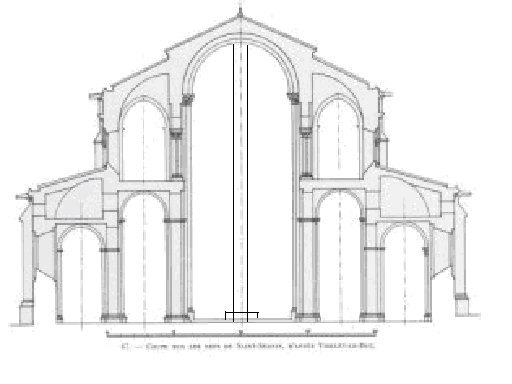 C. — COUPE SUR LES NEFS DE SAINT-SERNIN, D'APRÈS VIOLLET-LE-DUC.